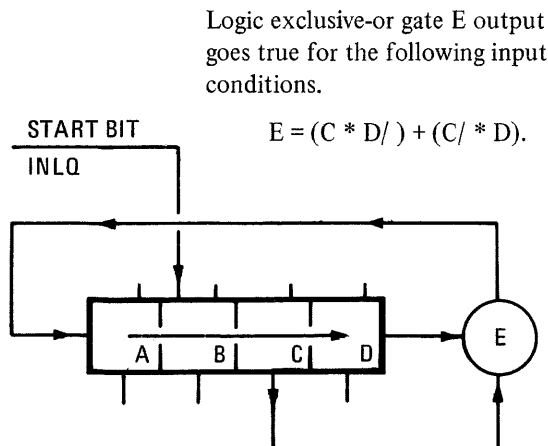 Logic exclusive-or gate E output
goes true for the following input
conditions.
E = (C * D/ ) + (C/ * D).
START BIT
INLQ
A B C D
E